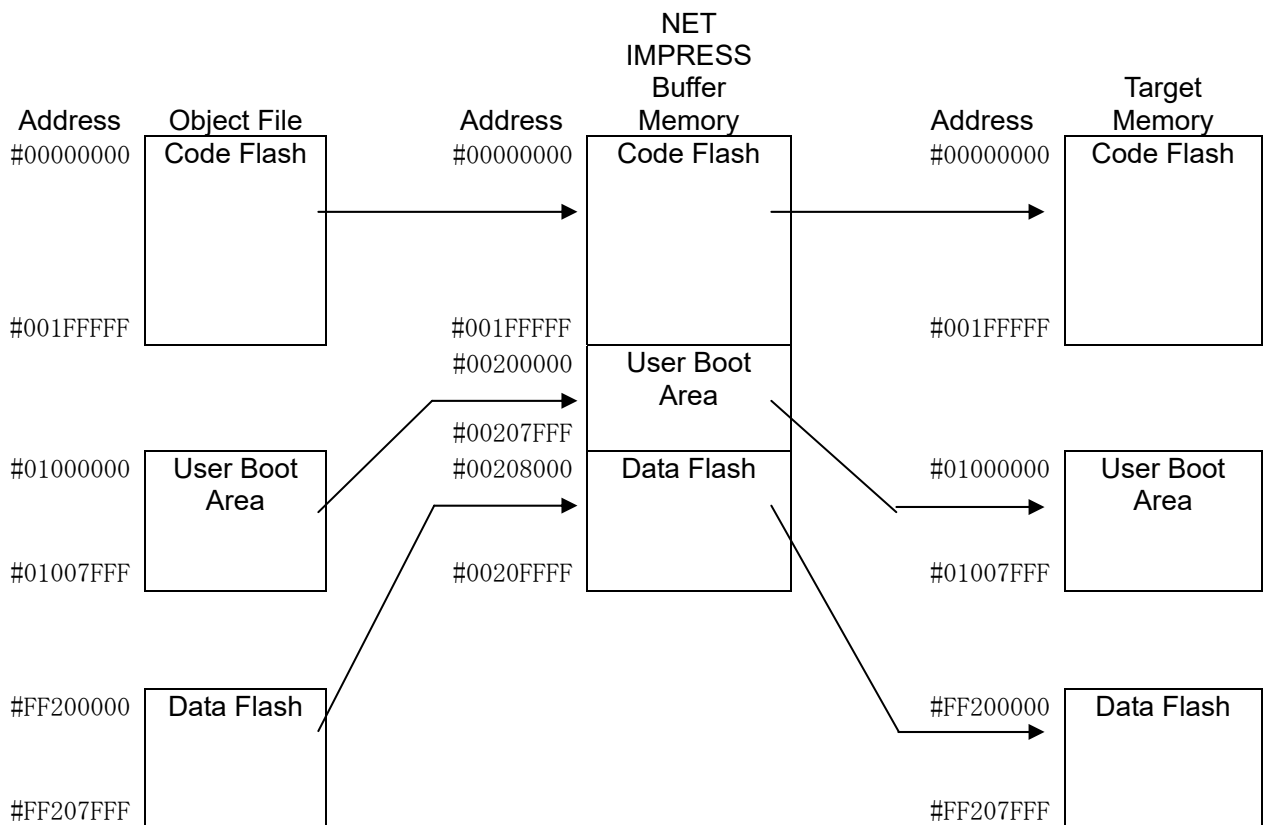 NET
IMPRESS
Buffer
Memory
Target
Memory
Address Object File Address Address
#00000000 Code Flash #00000000 Code Flash #00000000 Code Flash
#001FFFFF #001FFFFF #001FFFFF
#00200000 User Boot
Area
#00207FFF
#01000000 User Boot #00208000 Data Flash #01000000 User Boot
Area Area
#01007FFF #0020FFFF #01007FFF
#FF200000 Data Flash #FF200000 Data Flash
#FF207FFF #FF207FFF